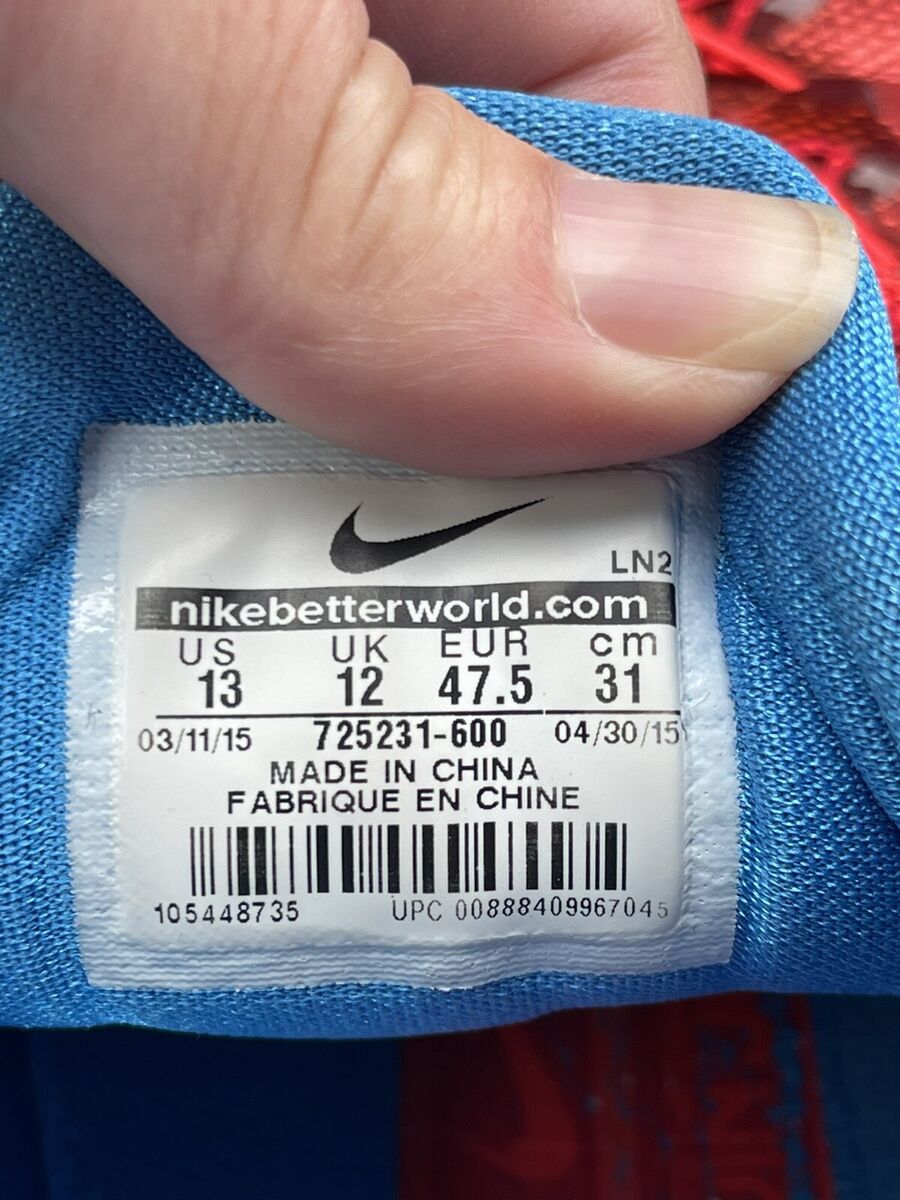 LN2
nikebetterworld.com
US UK EUR cm
13 12 47.5 31
03/11/15 725231-600 04/30/15
MADE IN CHINA
FABRIQUE EN CHINE
105448735 UPC 00888409967045